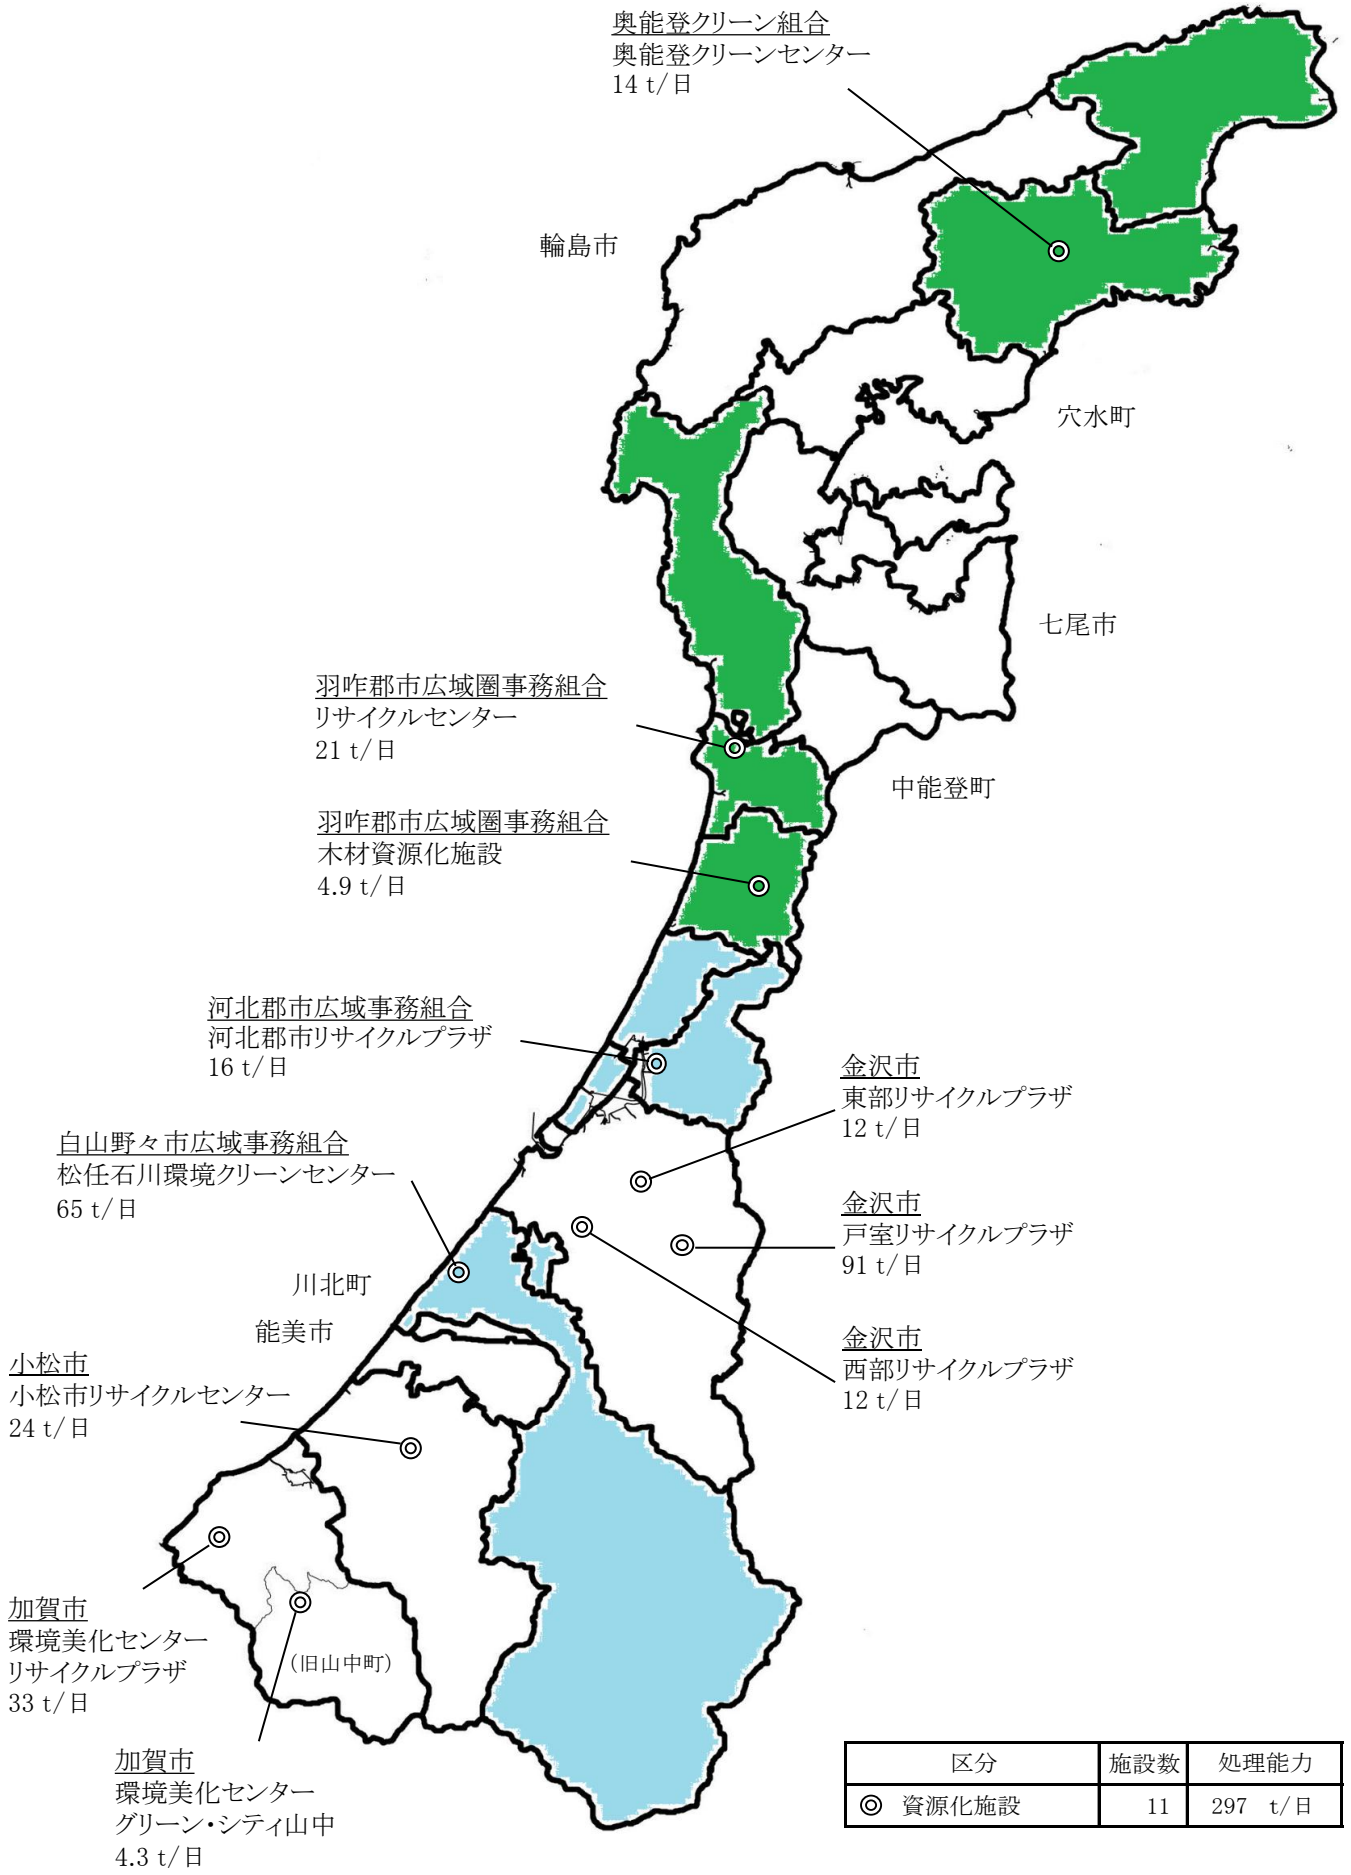 奥能登クリーン組合
奥能登クリーンセンター
14 t/日
輪島市
穴水町
七尾市
羽咋郡市広域圏事務組合
リサイクルセンター
21 t/日
中能登町
羽咋郡市広域圏事務組合
木材資源化施設
4.9 t/日
河北郡市広域事務組合
河北郡市リサイクルプラザ
16 t/日
金沢市
東部リサイクルプラザ
12 t/日
白山野々市広域事務組合
松任石川環境クリーンセンター
65 t/日
金沢市
戸室リサイクルプラザ
91 t/日
川北町
能美市
金沢市
西部リサイクルプラザ
12 t/日
小松市
小松市リサイクルセンター
24 t/日
加賀市
環境美化センター
リサイクルプラザ
33 t/日
(旧山中町)
加賀市
環境美化センター
グリーン・シティ山中
4.3 t/日
区分 施設数 処理能力
◎ 資源化施設 11 297 t/日